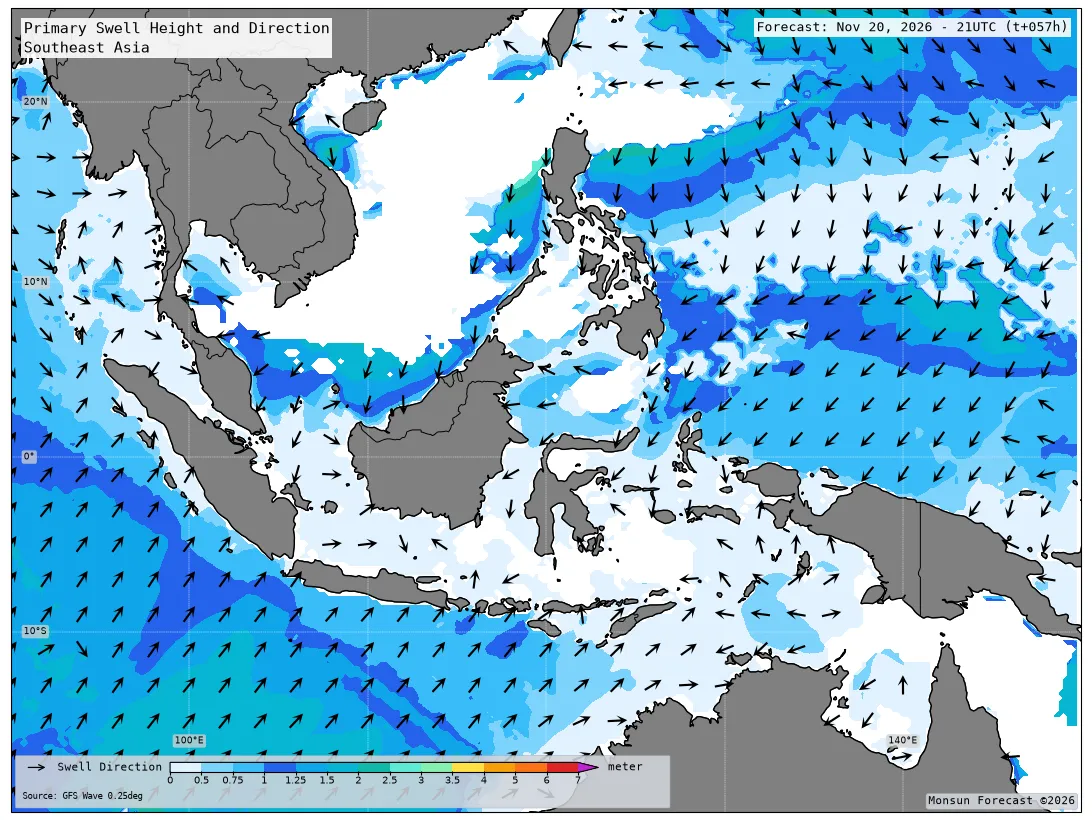 Primary Swell Height and Direction
Southeast Asia
Forecast: Nov 20, 2026 - 21UTC (t+057h)
20°N
10°N
0°
10°S
100°E
140°E
Swell Direction
0 0.5 0.75 1 1.25 1.5 2 2.5 3 3.5 4 5 6 7
meter
Source: GFS Wave 0.25deg
Monsun Forecast ©2026